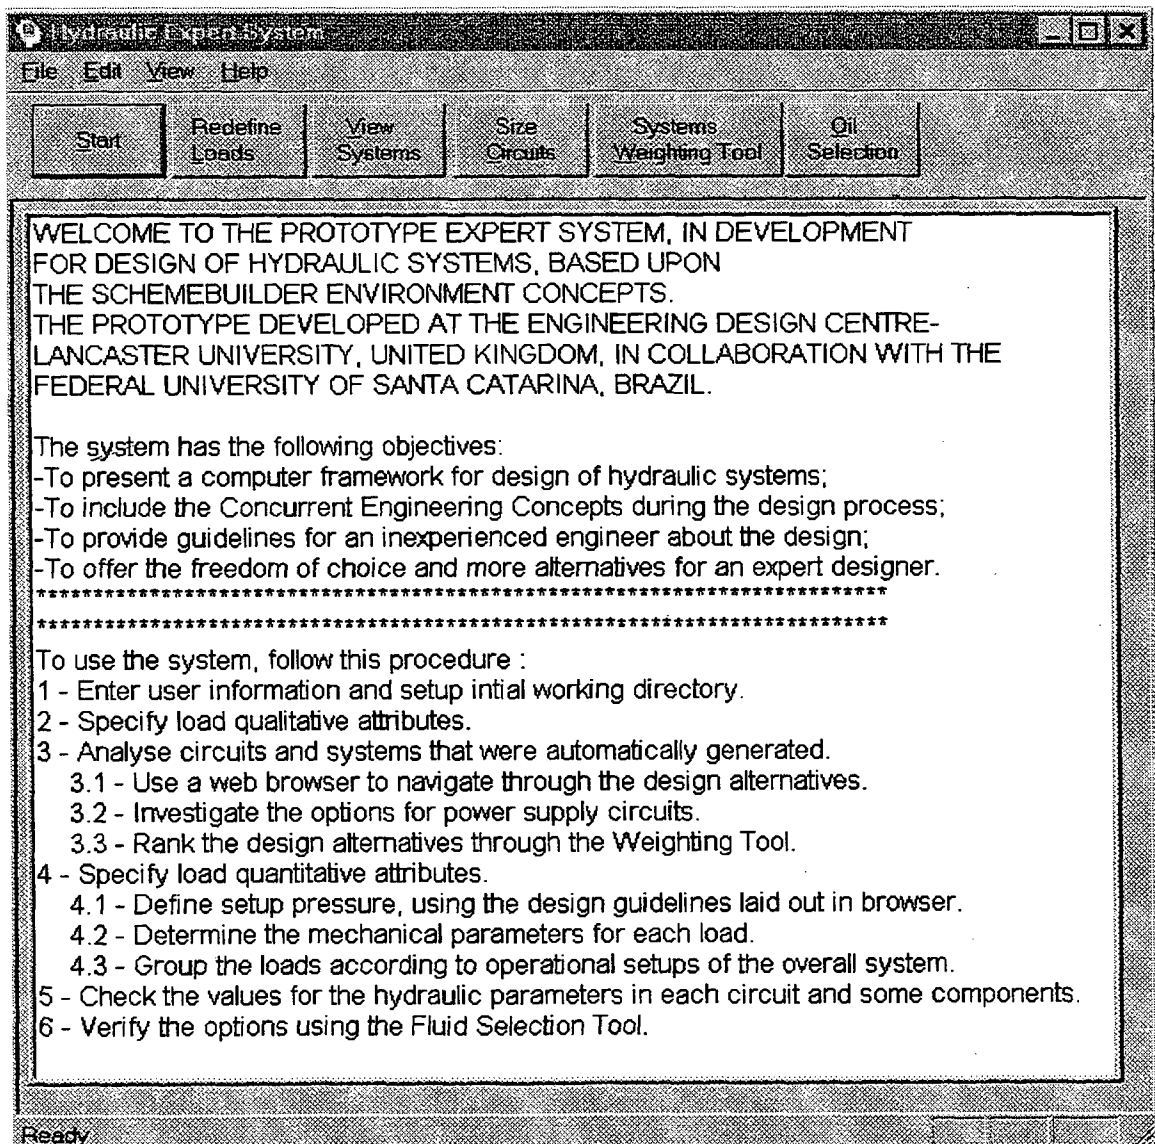 Hydraulic Expert System
File Edit View Help
Start
Redefine Loads
View Systems
Size Circuits
Systems Weighting Tool
Oil Selection
WELCOME TO THE PROTOTYPE EXPERT SYSTEM, IN DEVELOPMENT
FOR DESIGN OF HYDRAULIC SYSTEMS, BASED UPON
THE SCHEMEBUILDER ENVIRONMENT CONCEPTS.
THE PROTOTYPE DEVELOPED AT THE ENGINEERING DESIGN CENTRE-
LANCASTER UNIVERSITY, UNITED KINGDOM, IN COLLABORATION WITH THE
FEDERAL UNIVERSITY OF SANTA CATARINA, BRAZIL.
The system has the following objectives:
-To present a computer framework for design of hydraulic systems;
-To include the Concurrent Engineering Concepts during the design process;
-To provide guidelines for an inexperienced engineer about the design;
-To offer the freedom of choice and more alternatives for an expert designer.
***************************************************************************
***************************************************************************
To use the system, follow this procedure :
1 - Enter user information and setup intial working directory.
2 - Specify load qualitative attributes.
3 - Analyse circuits and systems that were automatically generated.
3.1 - Use a web browser to navigate through the design alternatives.
3.2 - Investigate the options for power supply circuits.
3.3 - Rank the design alternatives through the Weighting Tool.
4 - Specify load quantitative attributes.
4.1 - Define setup pressure, using the design guidelines laid out in browser.
4.2 - Determine the mechanical parameters for each load.
4.3 - Group the loads according to operational setups of the overall system.
5 - Check the values for the hydraulic parameters in each circuit and some components.
6 - Verify the options using the Fluid Selection Tool.
Ready